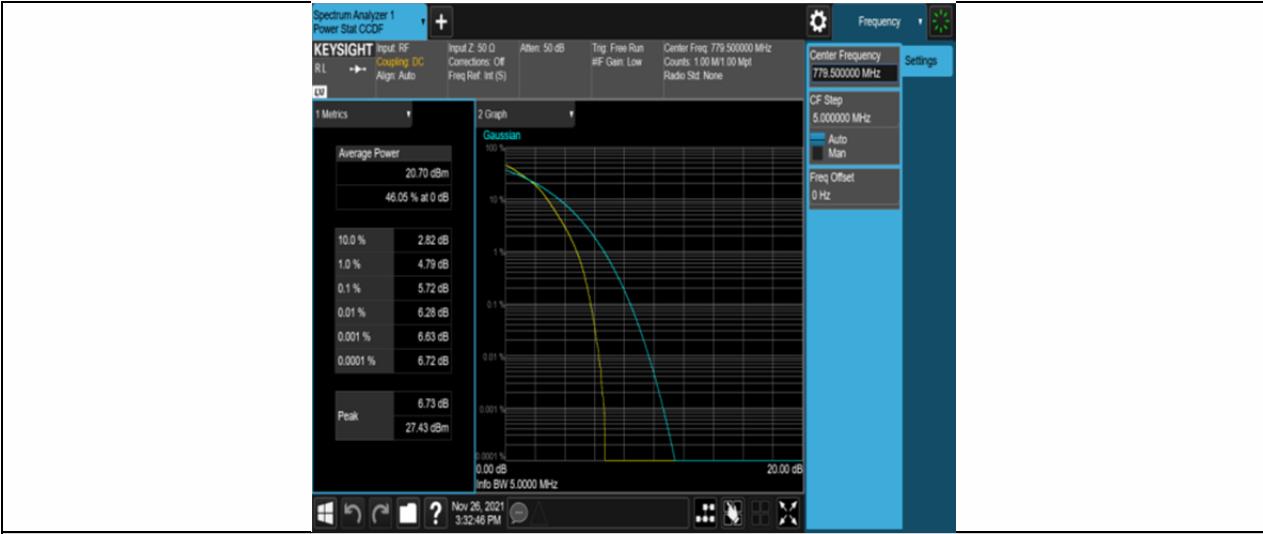 Spectrum Analyzer 1
Power Stat CCDF
Frequency
KEYSIGHT
R L
LV
Input: RF
Coupling: DC
Align: Auto
Input Z: 50 Ω
Corrections: Off
Freq Ref: Int (S)
Atten: 50 dB
Trig: Free Run
#IF Gain: Low
Center Freq: 779.500000 MHz
Counts: 1.00 M/1.00 Mpt
Radio Std: None
Center Frequency
779.500000 MHz
Settings
CF Step
5.000000 MHz
Auto
Man
Freq Offset
0 Hz
1 Metrics
Average Power
20.70 dBm
46.05 % at 0 dB
10.0 % 2.82 dB
1.0 % 4.79 dB
0.1 % 5.72 dB
0.01 % 6.28 dB
0.001 % 6.63 dB
0.0001 % 6.72 dB
Peak 6.73 dB
27.43 dBm
2 Graph
Gaussian
100 %
10 %
1 %
0.1 %
0.01 %
0.001 %
0.0001 %
0.00 dB 20.00 dB
Info BW 5.0000 MHz
?
Nov 26, 2021
3:32:46 PM